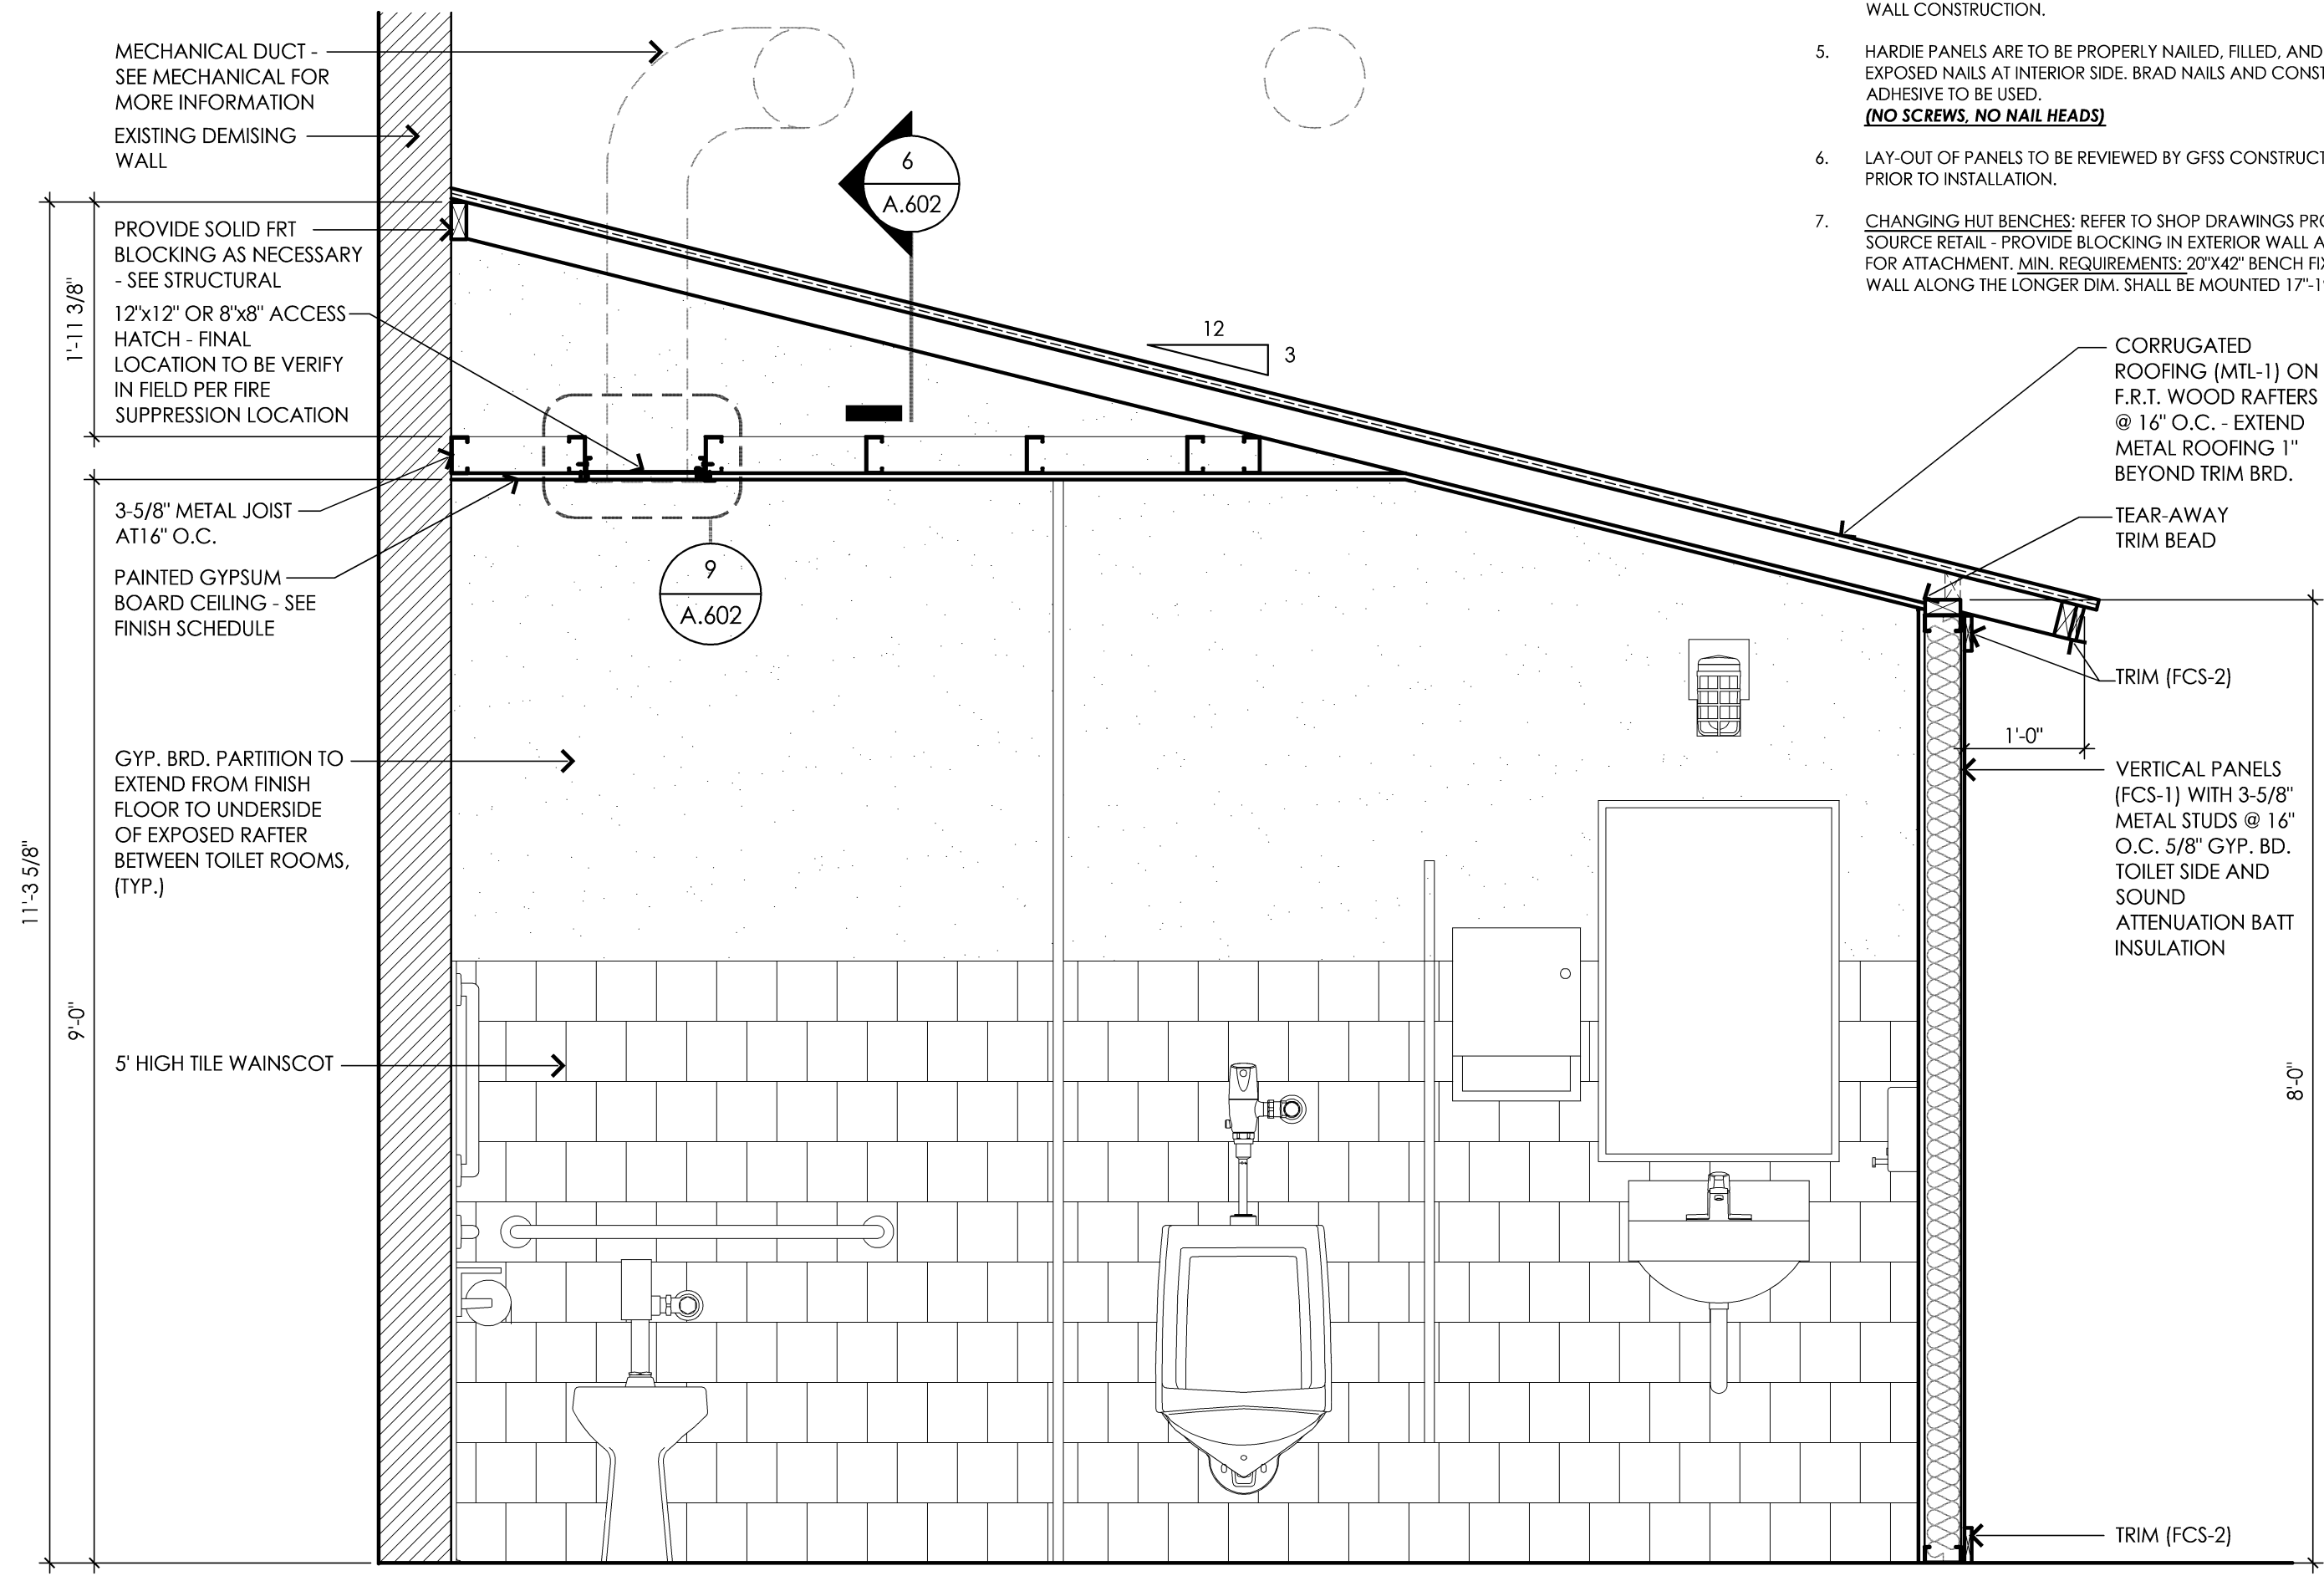 MECHANICAL DUCT -
SEE MECHANICAL FOR
MORE INFORMATION
EXISTING DEMISING
WALL
PROVIDE SOLID FRT
BLOCKING AS NECESSARY
- SEE STRUCTURAL
12"x12" OR 8"x8" ACCESS
HATCH - FINAL
LOCATION TO BE VERIFY
IN FIELD PER FIRE
SUPPRESSION LOCATION
3-5/8" METAL JOIST
AT16" O.C.
PAINTED GYPSUM
BOARD CEILING - SEE
FINISH SCHEDULE
GYP. BRD. PARTITION TO
EXTEND FROM FINISH
FLOOR TO UNDERSIDE
OF EXPOSED RAFTER
BETWEEN TOILET ROOMS,
(TYP.)
5' HIGH TILE WAINSCOT
1'-11 3/8"
11'-3 5/8"
9'-0"
6
A.602
12
3
9
A.602
WALL CONSTRUCTION.
5. HARDIE PANELS ARE TO BE PROPERLY NAILED, FILLED, AND
EXPOSED NAILS AT INTERIOR SIDE. BRAD NAILS AND CONST
ADHESIVE TO BE USED.
(NO SCREWS, NO NAIL HEADS)
6. LAY-OUT OF PANELS TO BE REVIEWED BY GFSS CONSTRUCT
PRIOR TO INSTALLATION.
7. CHANGING HUT BENCHES: REFER TO SHOP DRAWINGS PRO
SOURCE RETAIL - PROVIDE BLOCKING IN EXTERIOR WALL A
FOR ATTACHMENT. MIN. REQUIREMENTS: 20"X42" BENCH FIX
WALL ALONG THE LONGER DIM. SHALL BE MOUNTED 17"-1
CORRUGATED
ROOFING (MTL-1) ON
F.R.T. WOOD RAFTERS
@ 16" O.C. - EXTEND
METAL ROOFING 1"
BEYOND TRIM BRD.
TEAR-AWAY
TRIM BEAD
TRIM (FCS-2)
1'-0"
VERTICAL PANELS
(FCS-1) WITH 3-5/8"
METAL STUDS @ 16"
O.C. 5/8" GYP. BD.
TOILET SIDE AND
SOUND
ATTENUATION BATT
INSULATION
8'-0"
TRIM (FCS-2)